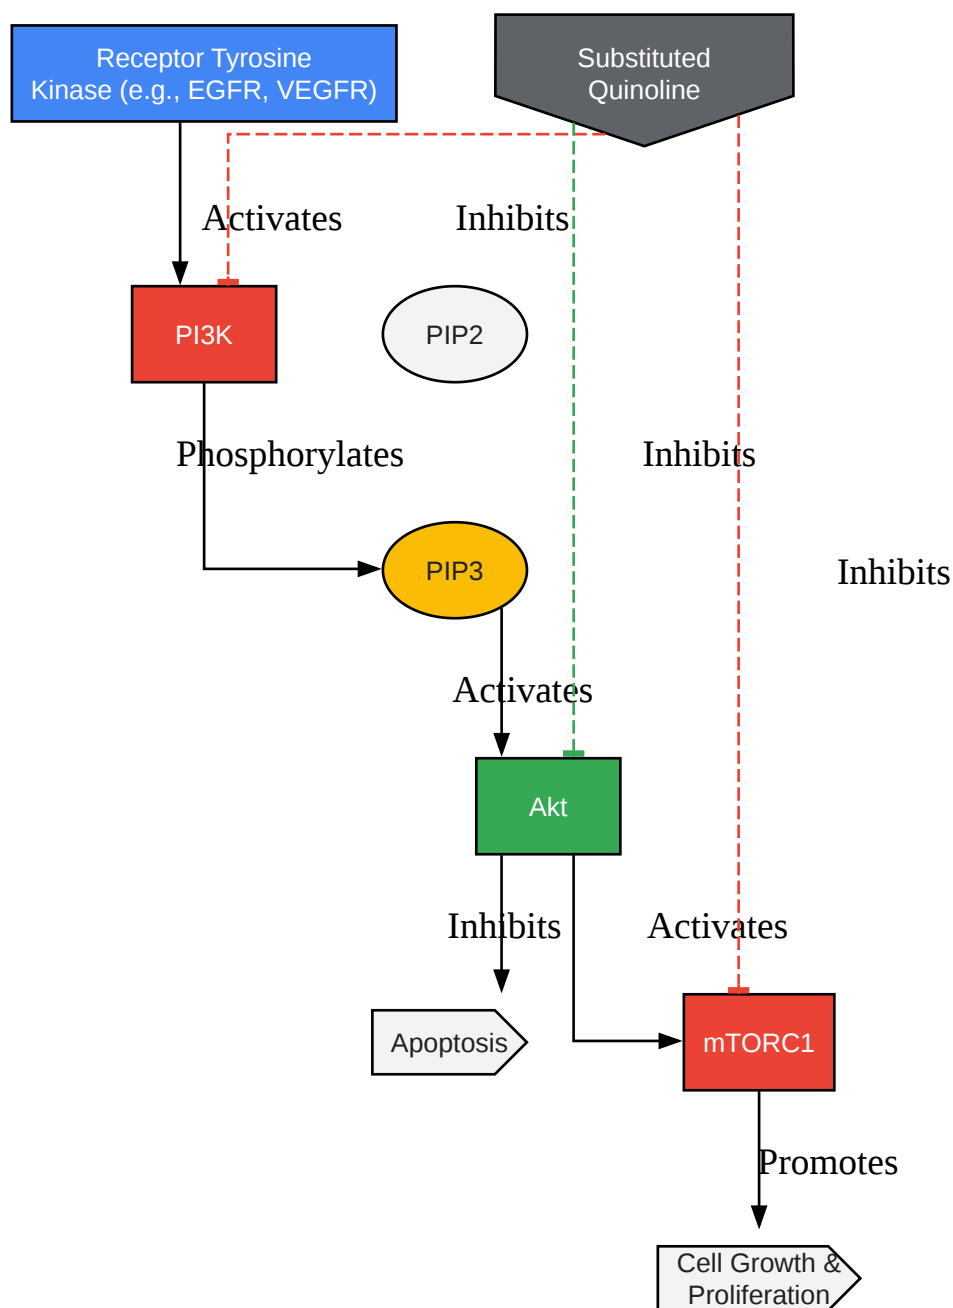 Receptor Tyrosine
Kinase (e.g., EGFR, VEGFR)
Substituted
Quinoline
Activates
Inhibits
PI3K
PIP2
Phosphorylates
Inhibits
PIP3
Inhibits
Activates
Akt
Inhibits
Activates
Apoptosis
mTORC1
Promotes
Cell Growth &
Proliferation